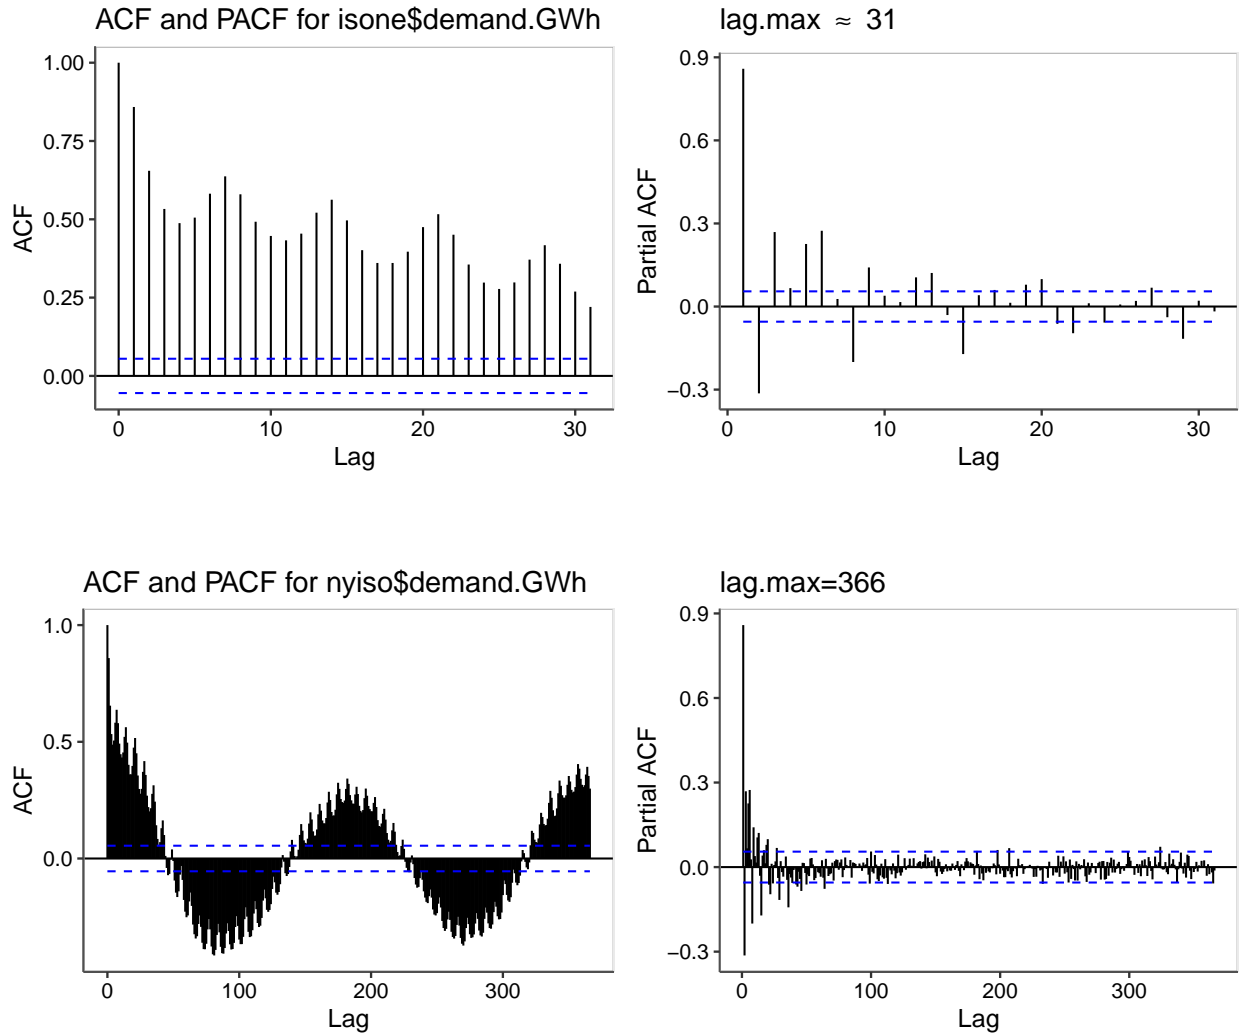 ACF and PACF for isone$demand.GWh
lag.max ≈ 31
1.00
0.75
0.50
0.25
0.00
ACF
0 10 20 30
Lag
0.9
0.6
0.3
0.0
−0.3
Partial ACF
0 10 20 30
Lag
ACF and PACF for nyiso$demand.GWh
lag.max=366
1.0
0.5
0.0
ACF
0 100 200 300
Lag
0.9
0.6
0.3
0.0
−0.3
Partial ACF
0 100 200 300
Lag